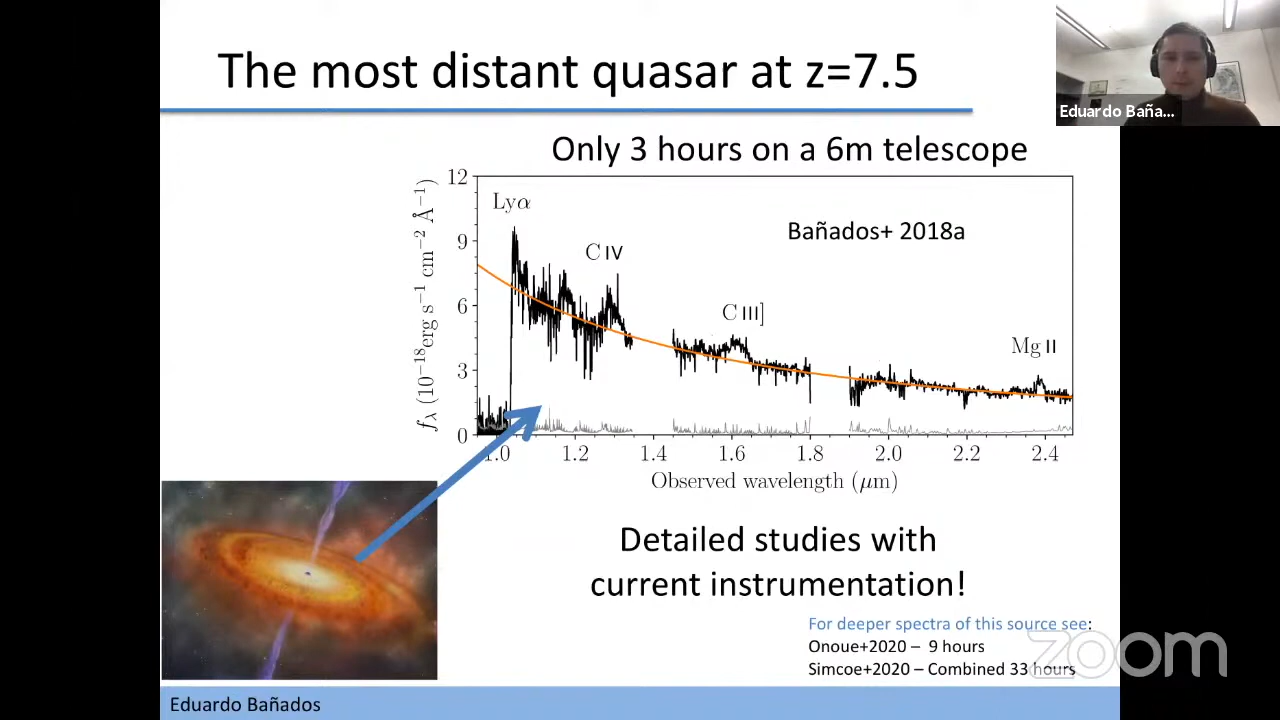 The most distant quasar at z=7.5
Eduardo Baña...
Only 3 hours on a 6m telescope
Bañados+ 2018a
Lyα
C IV
C III]
Mg II
12
9
6
3
0
fλ (10⁻¹⁸erg s⁻¹ cm⁻² Å⁻¹)
1.0 1.2 1.4 1.6 1.8 2.0 2.2 2.4
Observed wavelength (μm)
Detailed studies with
current instrumentation!
For deeper spectra of this source see:
Onoue+2020 – 9 hours
Simcoe+2020 – Combined 33 hours
zoom
Eduardo Bañados